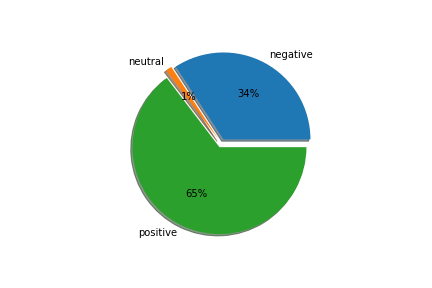 negative
neutral
34%
1%
65%
positive